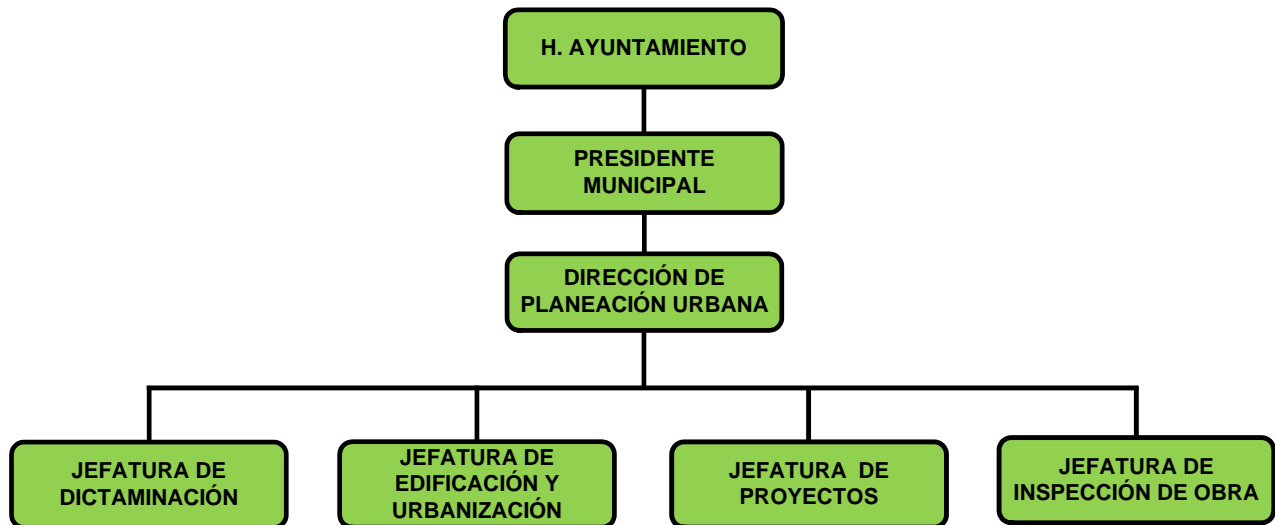 H. AYUNTAMIENTO
PRESIDENTE
MUNICIPAL
DIRECCIÓN DE
PLANEACIÓN URBANA
JEFATURA DE
DICTAMINACIÓN
JEFATURA DE
EDIFICACIÓN Y
URBANIZACIÓN
JEFATURA DE
PROYECTOS
JEFATURA DE
INSPECCIÓN DE OBRA